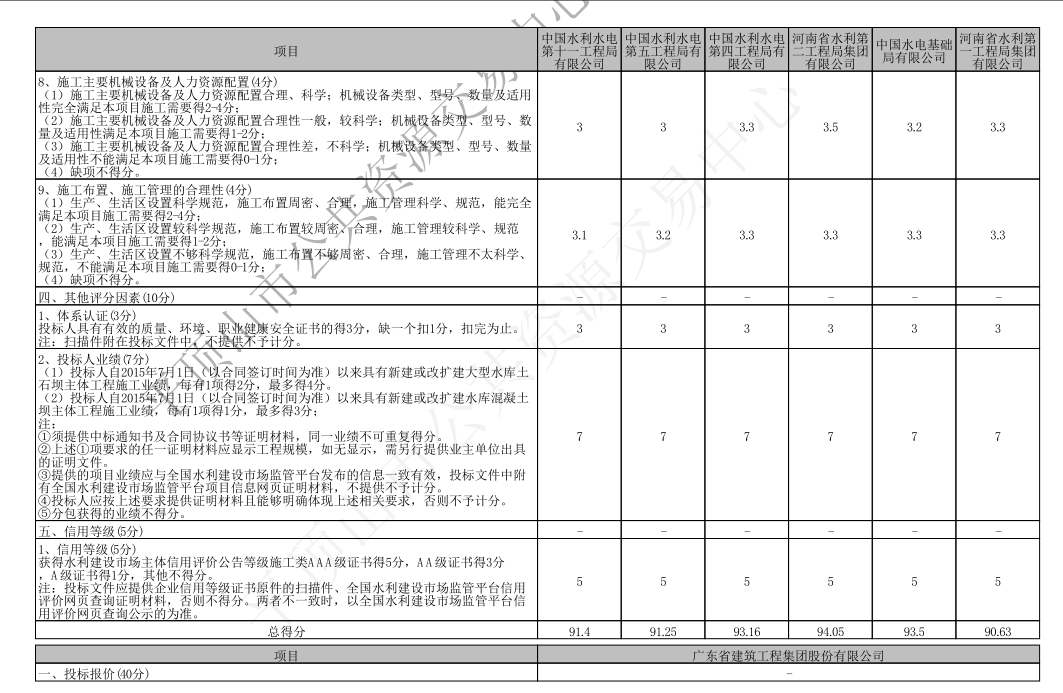 项目
中国水利水电第十一工程局有限公司
中国水利水电第五工程局有限公司
中国水利水电第四工程局有限公司
河南省水利第二工程局集团有限公司
中国水电基础局有限公司
河南省水利第一工程局集团有限公司
8、施工主要机械设备及人力资源配置(4分)
（1）施工主要机械设备及人力资源配置合理、科学；机械设备类型、型号、数量及适用
性完全满足本项目施工需要得2-4分；
（2）施工主要机械设备及人力资源配置合理性一般，较科学；机械设备类型、型号、数
量及适用性满足本项目施工需要得1-2分；
（3）施工主要机械设备及人力资源配置合理性差，不科学；机械设备类型、型号、数量
及适用性不能满足本项目施工需要得0-1分；
（4）缺项不得分。
3 3 3.3 3.5 3.2 3.3
9、施工布置、施工管理的合理性(4分)
（1）生产、生活区设置科学规范，施工布置周密、合理，施工管理科学、规范，能完全
满足本项目施工需要得2-4分；
（2）生产、生活区设置较科学规范，施工布置较周密、合理，施工管理较科学、规范
，能满足本项目施工需要得1-2分；
（3）生产、生活区设置不够科学规范，施工布置不够周密、合理，施工管理不太科学、
规范，不能满足本项目施工需要得0-1分；
（4）缺项不得分。
3.1 3.2 3.3 3.3 3.3 3.3
四、其他评分因素(10分) – – – – – –
1、体系认证(3分)
投标人具有有效的质量、环境、职业健康安全证书的得3分，缺一个扣1分，扣完为止。
注：扫描件附在投标文件中，不提供不予计分。
3 3 3 3 3 3
2、投标人业绩(7分)
（1）投标人自2015年7月1日（以合同签订时间为准）以来具有新建或改扩建大型水库土
石坝主体工程施工业绩，每有1项得2分，最多得4分。
（2）投标人自2015年7月1日（以合同签订时间为准）以来具有新建或改扩建水库混凝土
坝主体工程施工业绩，每有1项得1分，最多得3分；
注：
①须提供中标通知书及合同协议书等证明材料，同一业绩不可重复得分。
②上述①项要求的任一证明材料应显示工程规模，如无显示，需另行提供业主单位出具
的证明文件。
③提供的项目业绩应与全国水利建设市场监管平台发布的信息一致有效，投标文件中附
有全国水利建设市场监管平台项目信息网页证明材料，不提供不予计分。
④投标人应按上述要求提供证明材料且能够明确体现上述相关要求，否则不予计分。
⑤分包获得的业绩不得分。
7 7 7 7 7 7
五、信用等级(5分) – – – – – –
1、信用等级(5分)
获得水利建设市场主体信用评价公告等级施工类AAA级证书得5分，AA级证书得3分
，A级证书得1分，其他不得分。
注：投标文件应提供企业信用等级证书原件的扫描件、全国水利建设市场监管平台信用
评价网页查询证明材料，否则不得分。两者不一致时，以全国水利建设市场监管平台信
用评价网页查询公示的为准。
5 5 5 5 5 5
总得分 91.4 91.25 93.16 94.05 93.5 90.63
项目 广东省建筑工程集团股份有限公司
一、投标报价(40分) –
平顶山市公共资源交易中心
平顶山市公共资源交易中心